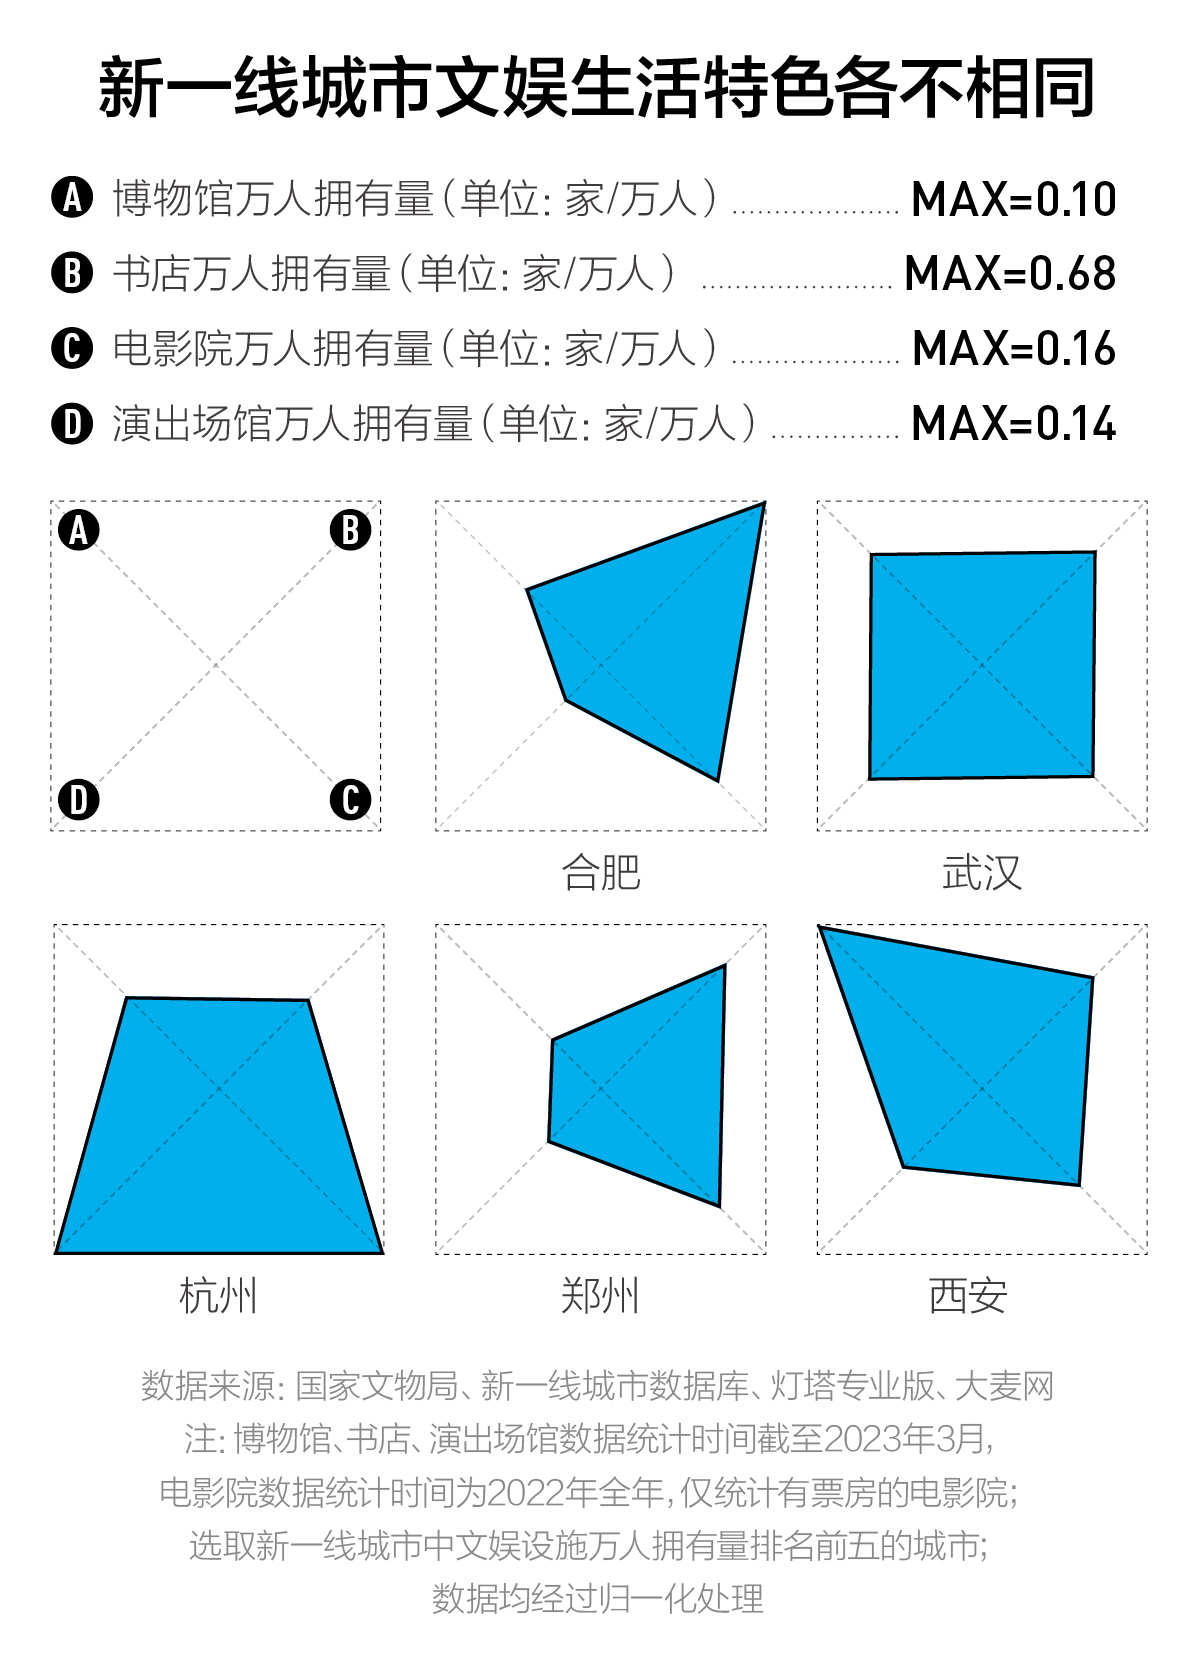 新一线城市文娱生活特色各不相同
A 博物馆万人拥有量(单位:家/万人) .................... MAX=0.10
B 书店万人拥有量(单位:家/万人) ...................... MAX=0.68
C 电影院万人拥有量(单位:家/万人) .................... MAX=0.16
D 演出场馆万人拥有量(单位:家/万人) ............... MAX=0.14
A B
D C
合肥 武汉
杭州 郑州 西安
数据来源:国家文物局、新一线城市数据库、灯塔专业版、大麦网
注:博物馆、书店、演出场馆数据统计时间截至2023年3月,
电影院数据统计时间为2022年全年,仅统计有票房的电影院;
选取新一线城市中文娱设施万人拥有量排名前五的城市;
数据均经过归一化处理